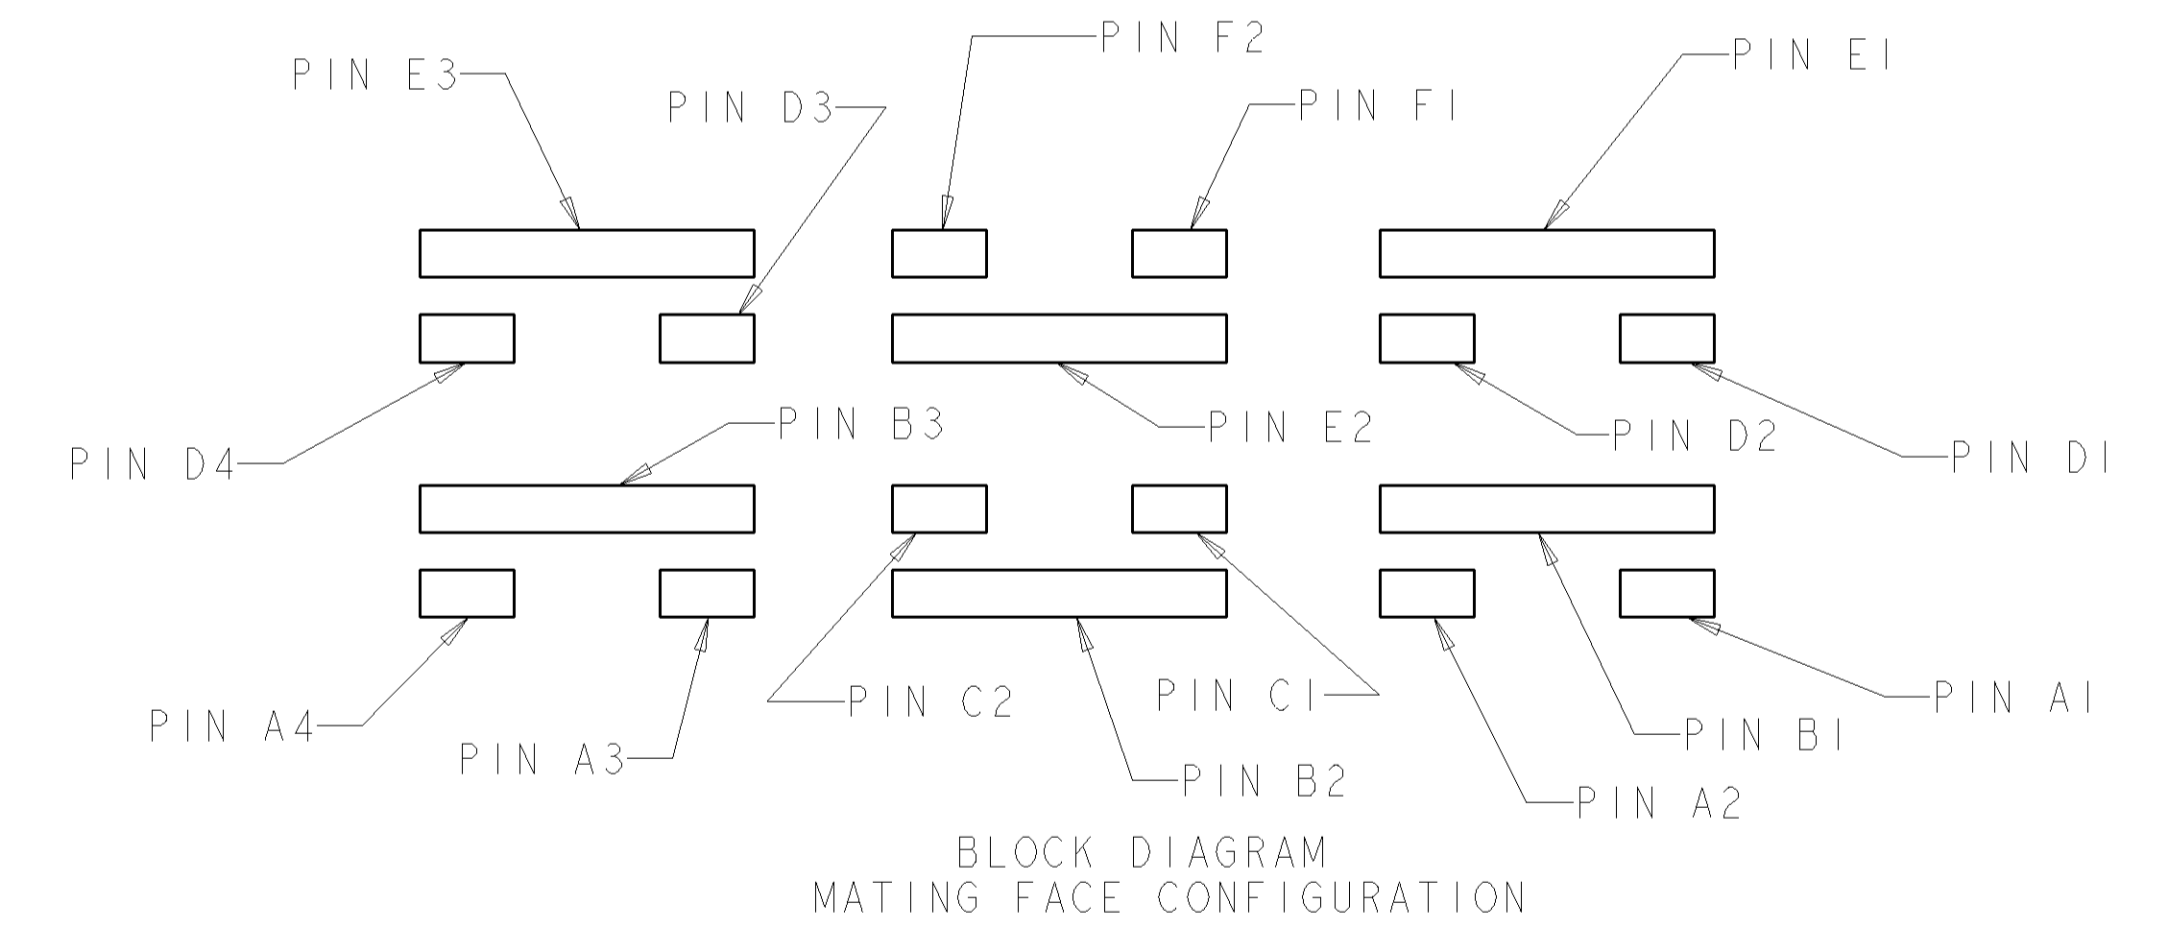 PIN F2
PIN E1
PIN E3
PIN D3
PIN F1
PIN B3
PIN E2
PIN D2
PIN D4
PIN D1
PIN C2
PIN C1
PIN A1
PIN A4
PIN B1
PIN A3
PIN B2
PIN A2
BLOCK DIAGRAM
MATING FACE CONFIGURATION